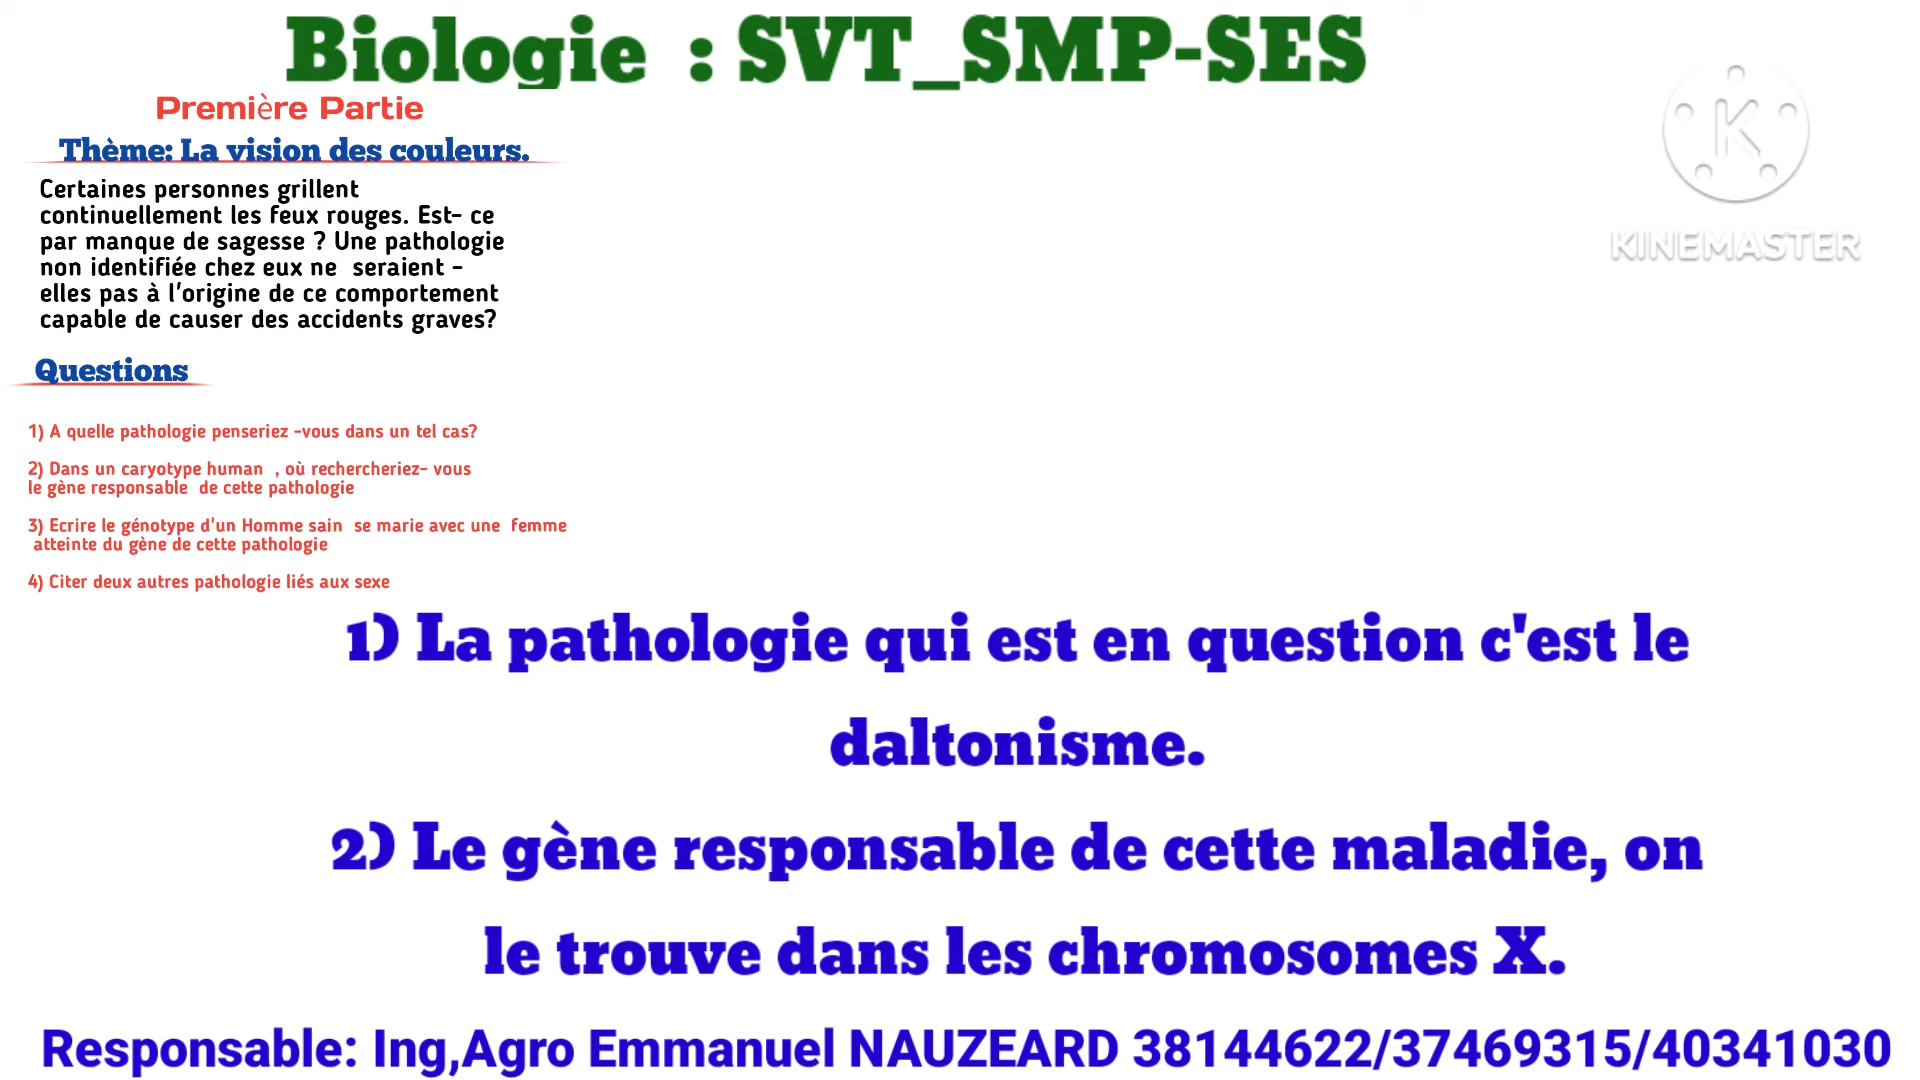 Biologie : SVT_SMP-SES
Première Partie
Thème: La vision des couleurs.
Certaines personnes grillent
continuellement les feux rouges. Est- ce
par manque de sagesse ? Une pathologie
non identifiée chez eux ne seraient -
elles pas à l'origine de ce comportement
capable de causer des accidents graves?
KINEMASTER
Questions
1) A quelle pathologie penseriez -vous dans un tel cas?
2) Dans un caryotype human , où rechercheriez- vous
le gène responsable de cette pathologie
3) Ecrire le génotype d'un Homme sain se marie avec une femme
atteinte du gène de cette pathologie
4) Citer deux autres pathologie liés aux sexe
1) La pathologie qui est en question c'est le
daltonisme.
2) Le gène responsable de cette maladie, on
le trouve dans les chromosomes X.
Responsable: Ing,Agro Emmanuel NAUZEARD 38144622/37469315/40341030